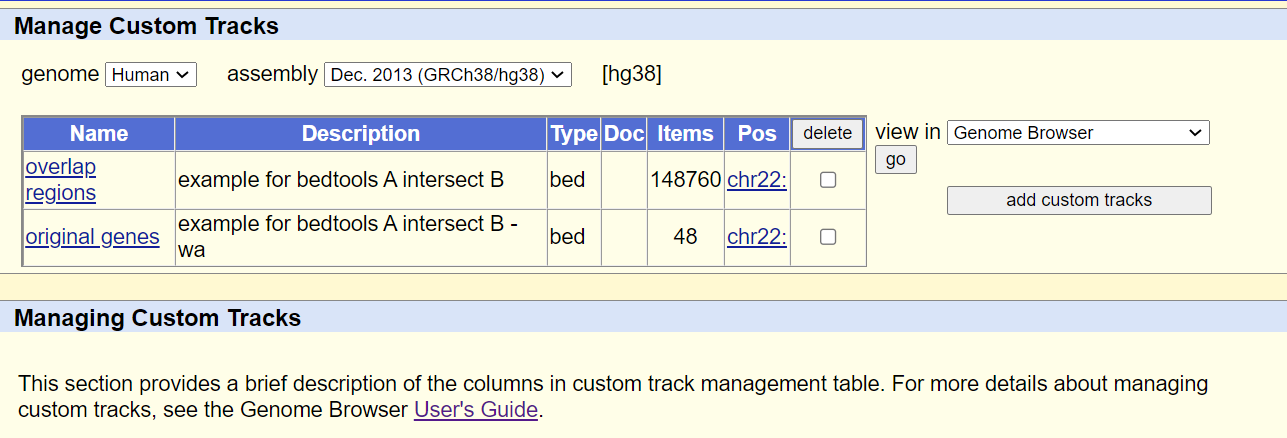 Manage Custom Tracks
genome Human assembly Dec. 2013 (GRCh38/hg38) [hg38]
Name Description Type Doc Items Pos delete view in Genome Browser
go
overlap
regions example for bedtools A intersect B bed 148760 chr22:
add custom tracks
original genes example for bedtools A intersect B -
wa bed 48 chr22:
Managing Custom Tracks
This section provides a brief description of the columns in custom track management table. For more details about managing
custom tracks, see the Genome Browser User's Guide.